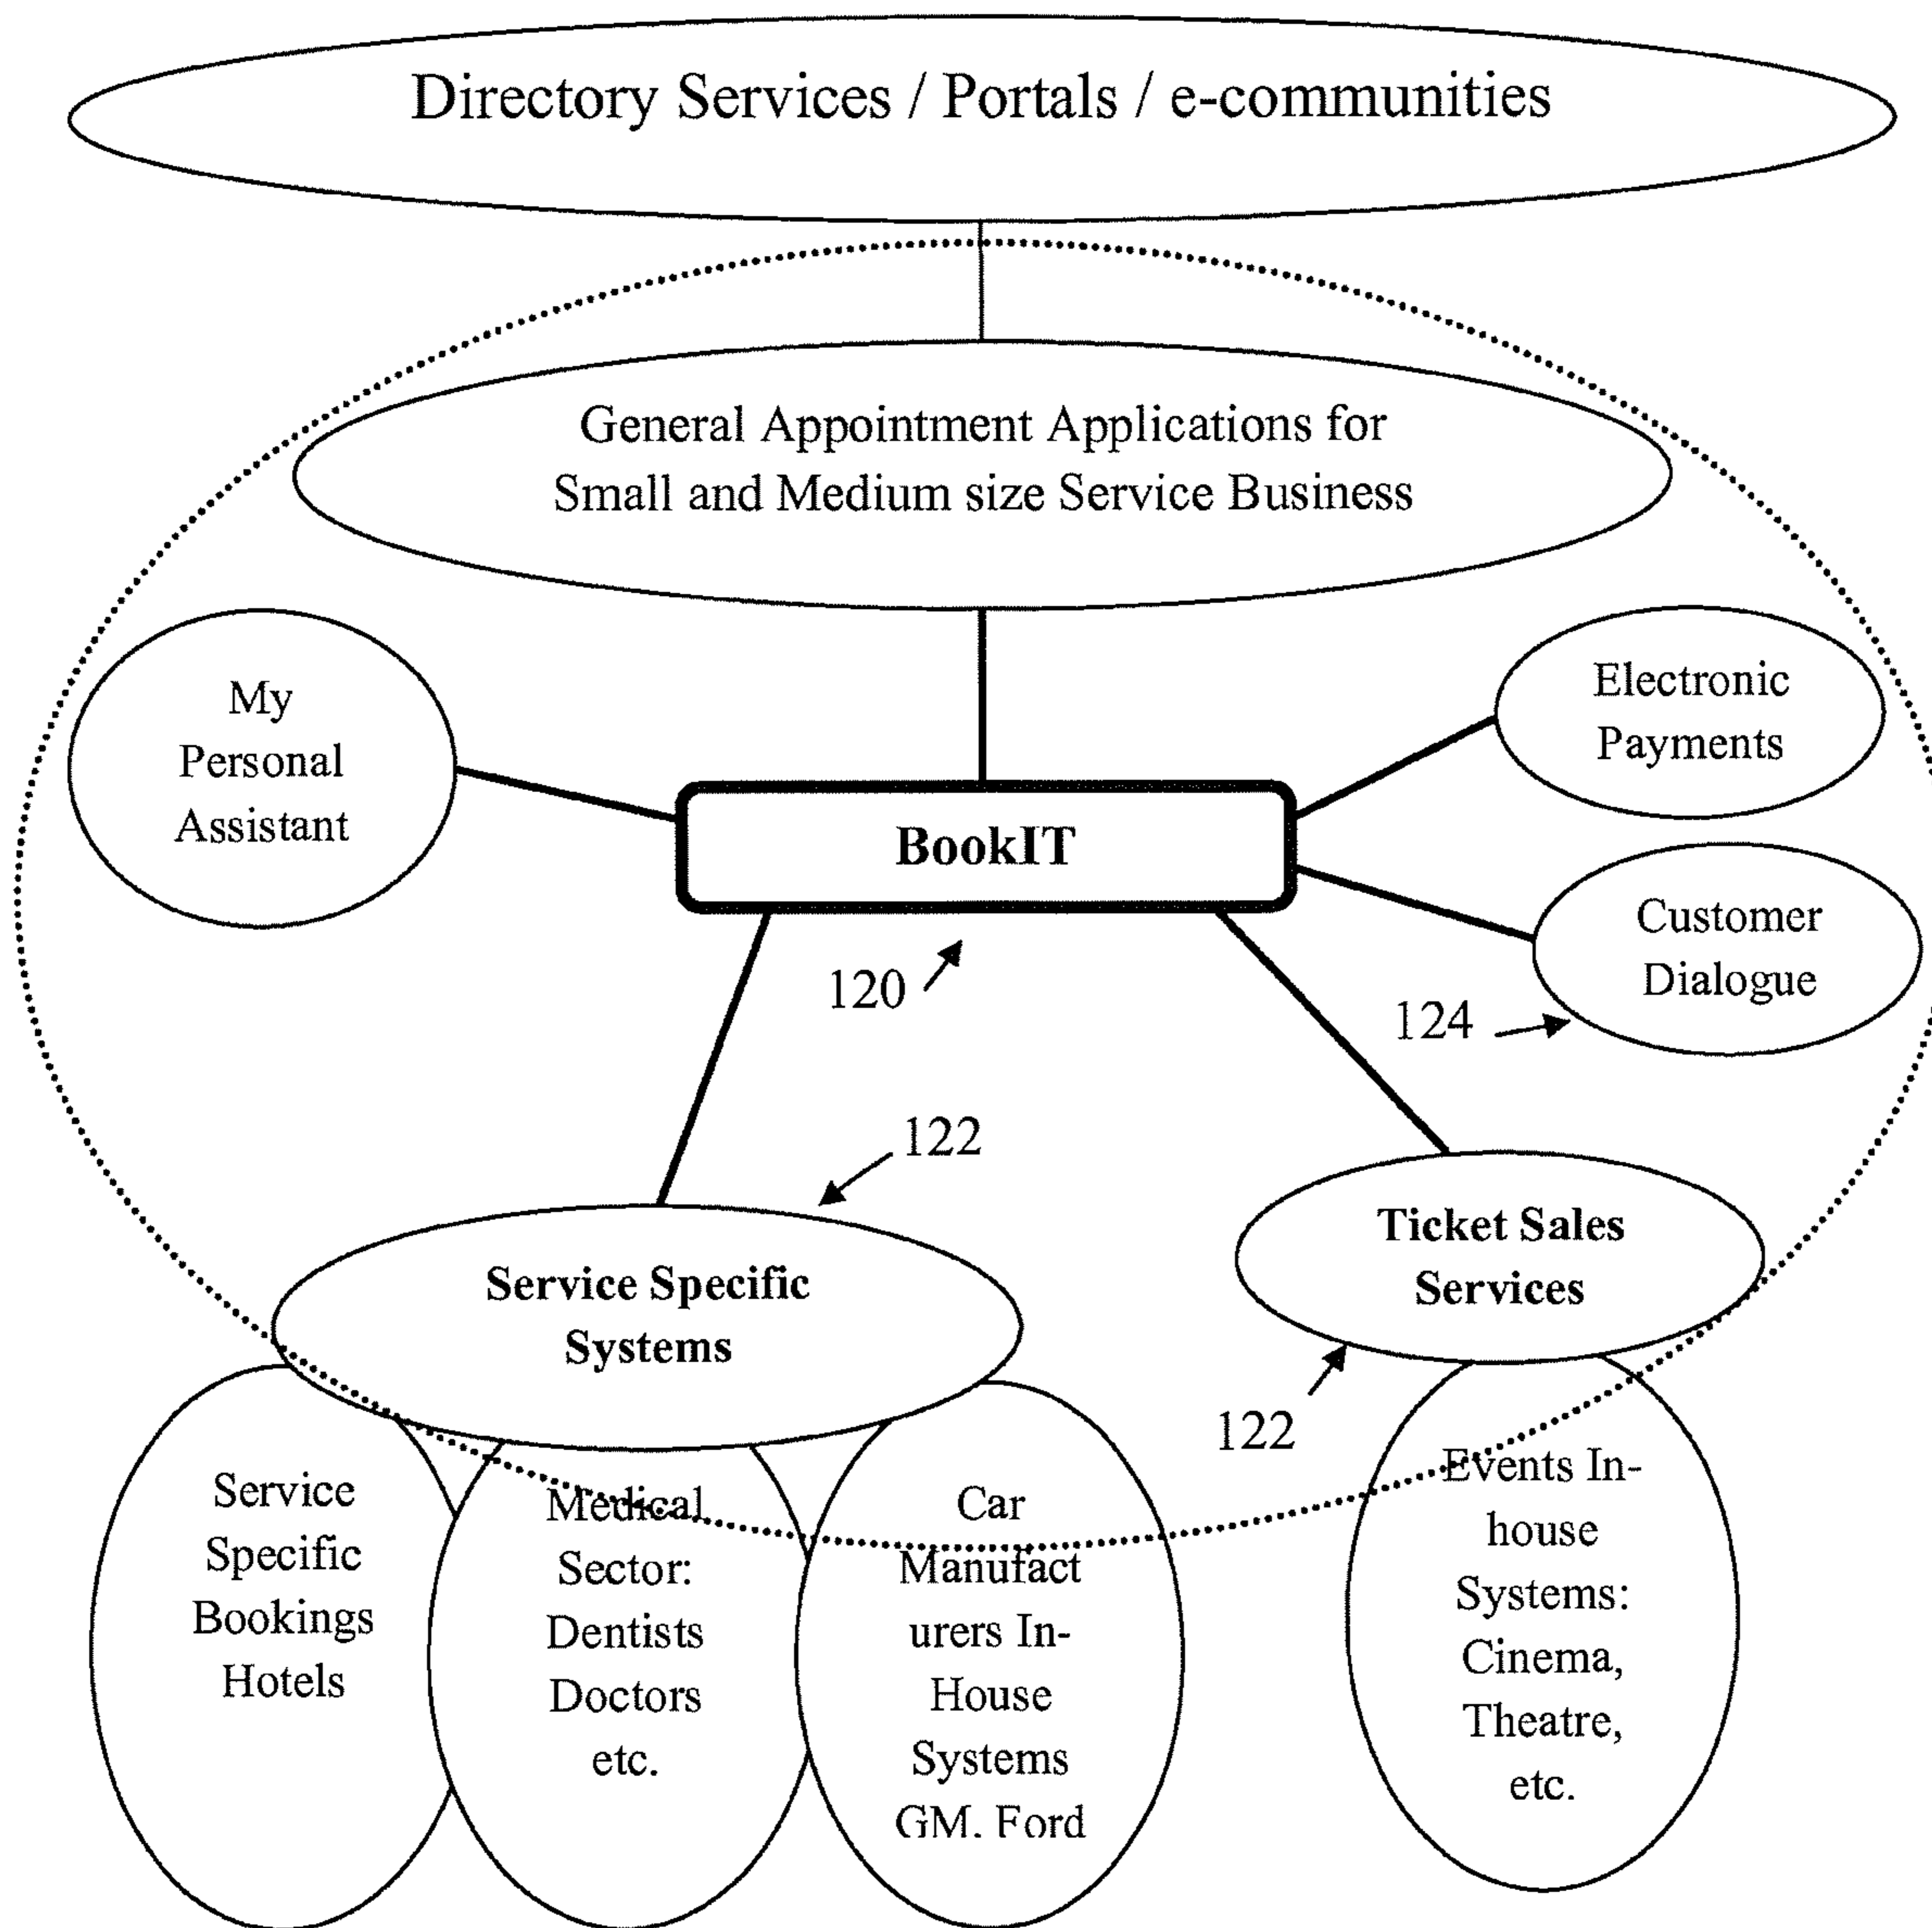 Directory Services / Portals / e-communities
General Appointment Applications for
Small and Medium size Service Business
My
Personal
Assistant
Electronic
Payments
BookIT
Customer
Dialogue
120
124
122
Service Specific
Systems
Ticket Sales
Services
122
Service
Specific
Bookings
Hotels
Medical
Sector:
Dentists
Doctors
etc.
Car
Manufact
urers In-
House
Systems
GM. Ford
Events In-
house
Systems:
Cinema,
Theatre,
etc.